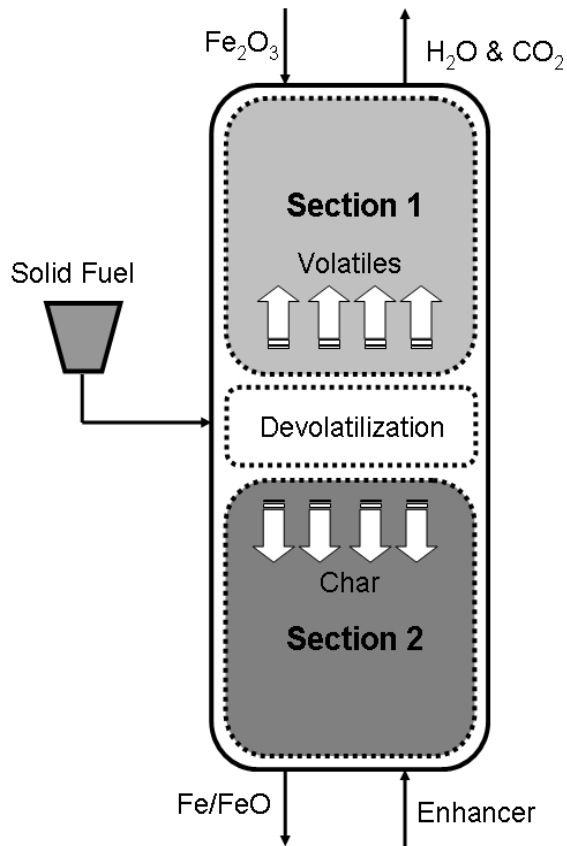 Fe₂O₃
H₂O & CO₂
Section 1
Volatiles
Solid Fuel
Devolatilization
Char
Section 2
Fe/FeO
Enhancer